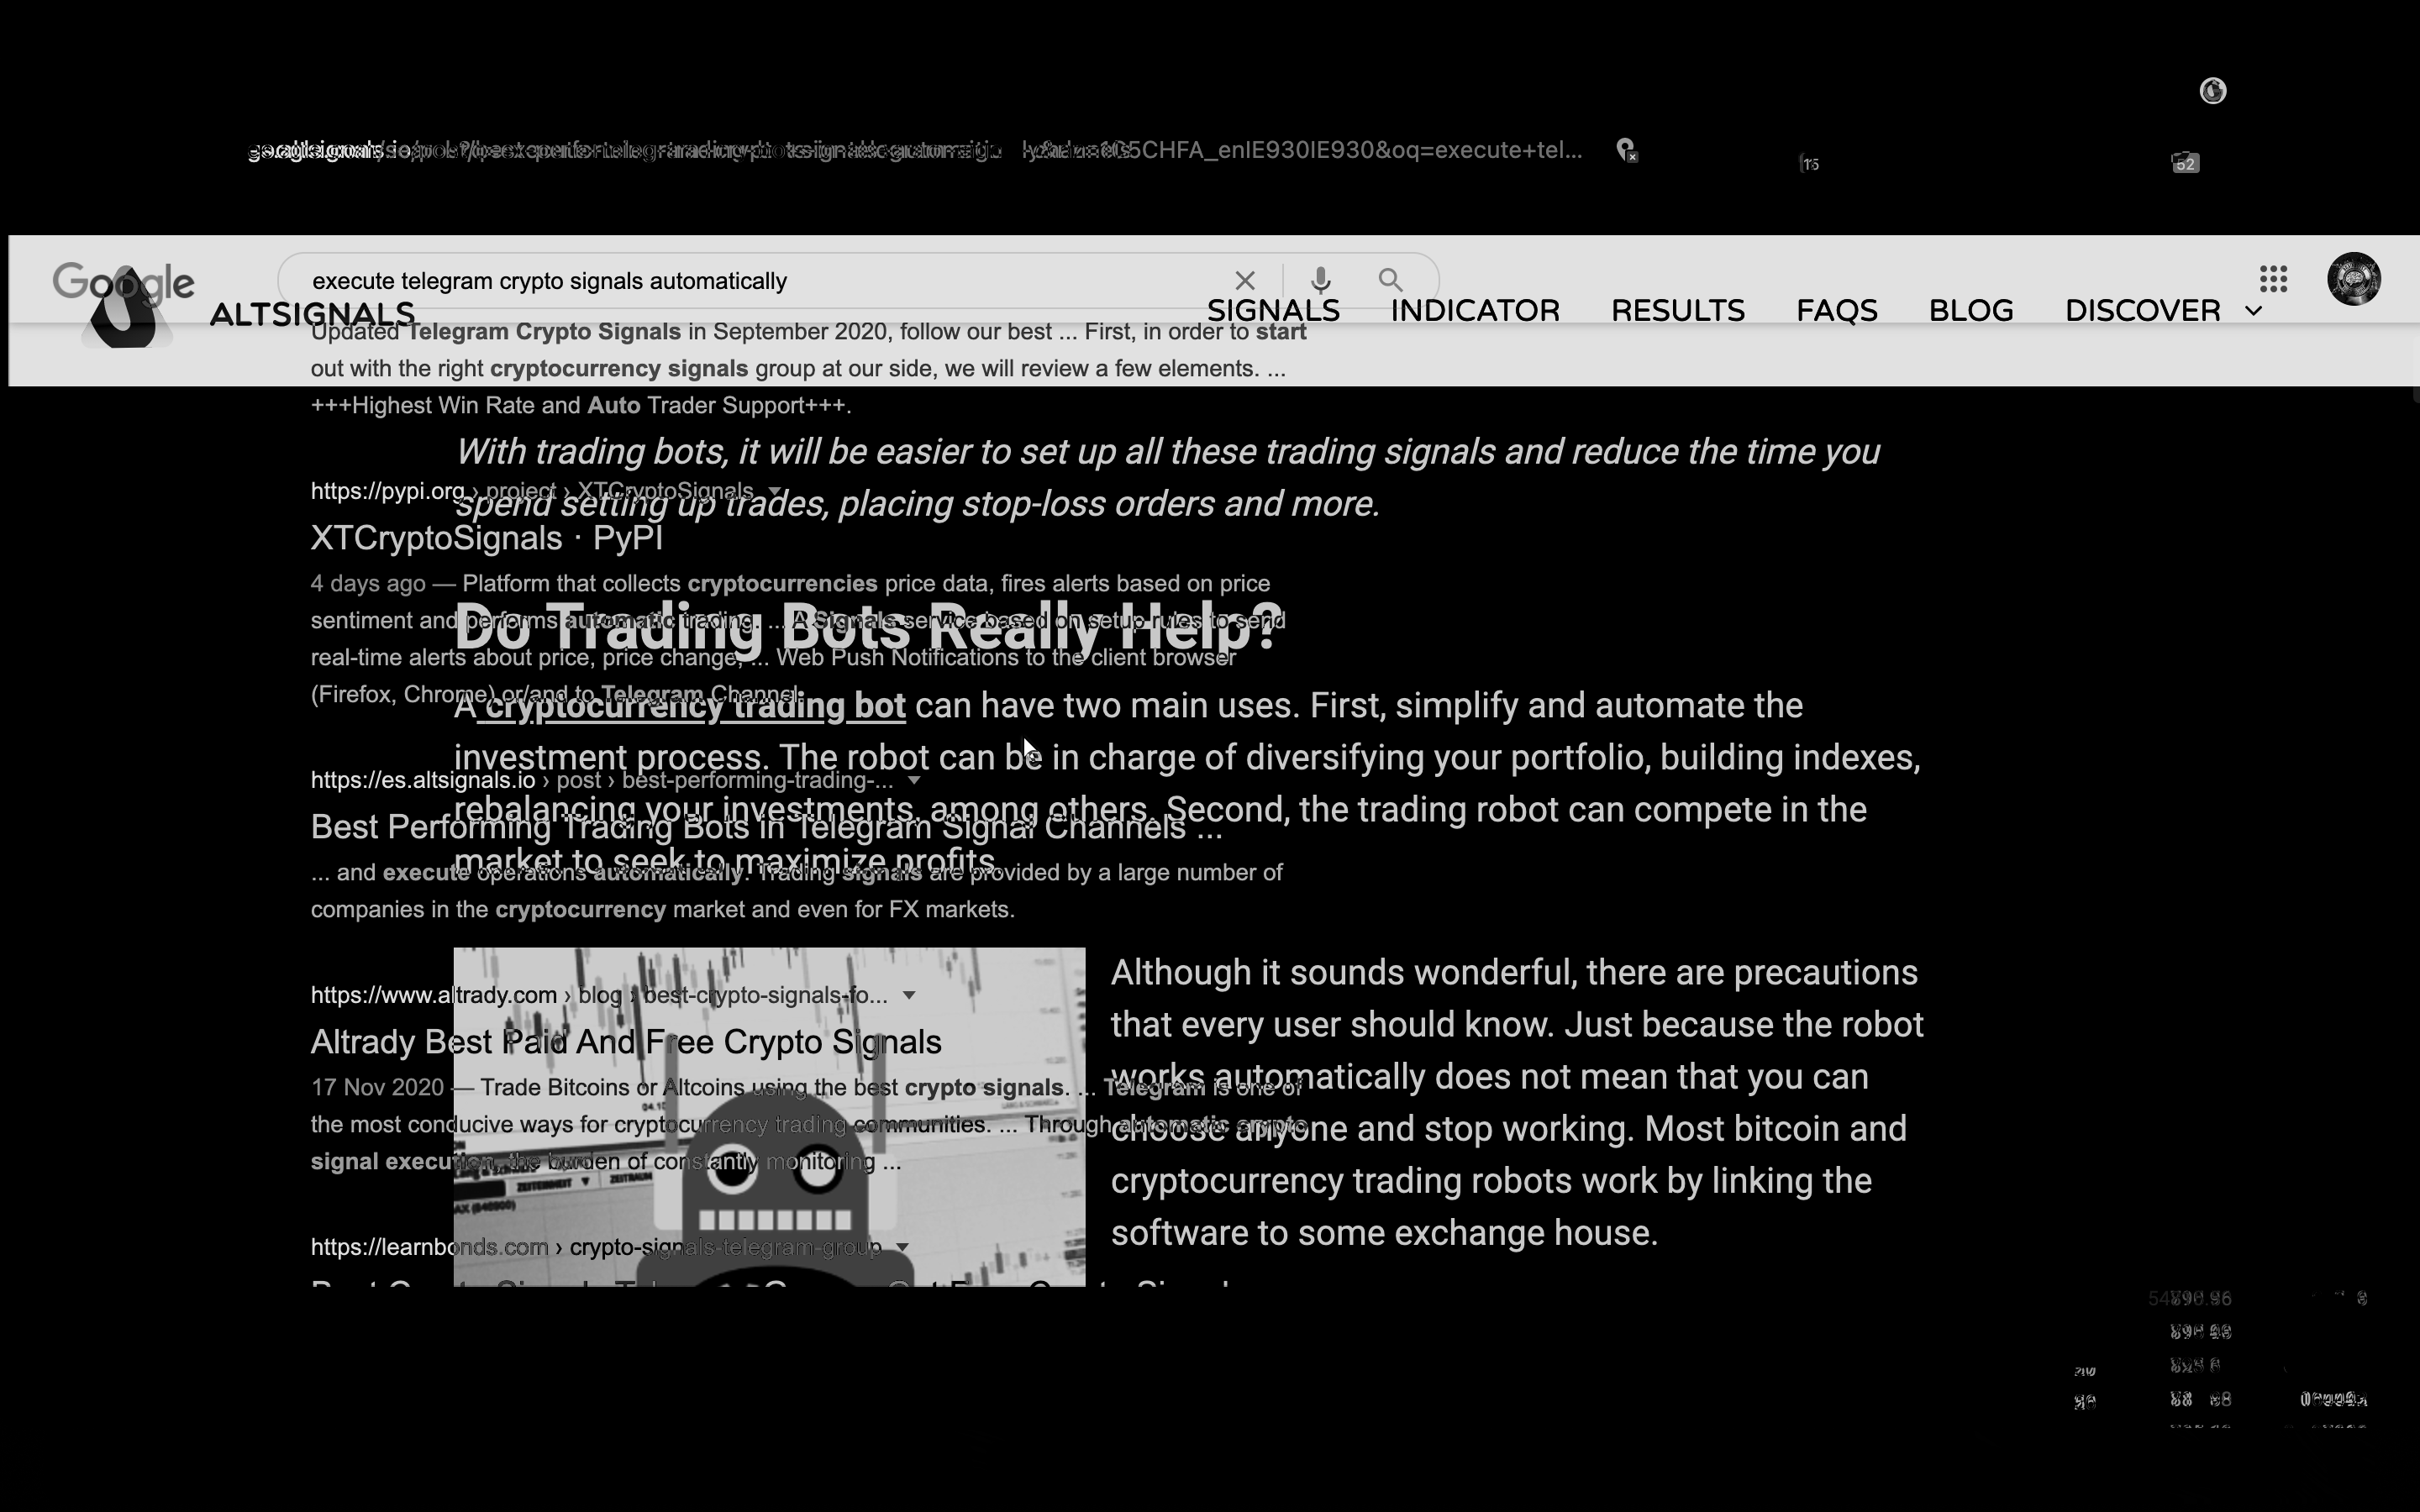 15
52
Google
execute telegram crypto signals automatically
ALTSIGNALS
SIGNALS INDICATOR RESULTS FAQS BLOG DISCOVER
Updated Telegram Crypto Signals in September 2020, follow our best ... First, in order to start
out with the right cryptocurrency signals group at our side, we will review a few elements. ...
+++Highest Win Rate and Auto Trader Support+++.
With trading bots, it will be easier to set up all these trading signals and reduce the time you
spend setting up trades, placing stop-loss orders and more.
https://pypi.org › project › XTCryptoSignals
XTCryptoSignals · PyPI
4 days ago — Platform that collects cryptocurrencies price data, fires alerts based on price
sentiment and performs automatic trading. ... A Signals service based on setup rules to send
real-time alerts about price, price change, ... Web Push Notifications to the client browser
(Firefox, Chrome) or/and to Telegram Channel.
Do Trading Bots Really Help?
A cryptocurrency trading bot can have two main uses. First, simplify and automate the
investment process. The robot can be in charge of diversifying your portfolio, building indexes,
rebalancing your investments, among others. Second, the trading robot can compete in the
market to seek to maximize profits.
https://es.altsignals.io › post › best-performing-trading-...
Best Performing Trading Bots in Telegram Signal Channels ...
... and execute operations automatically. Trading signals are provided by a large number of
companies in the cryptocurrency market and even for FX markets.
https://www.altrady.com › blog › best-crypto-signals-fo...
Altrady Best Paid And Free Crypto Signals
17 Nov 2020 — Trade Bitcoins or Altcoins using the best crypto signals. ... Telegram is one of
the most conducive ways for cryptocurrency trading communities. ... Through automatic crypto
signal execution, the burden of constantly monitoring ...
https://learnbonds.com › crypto-signals-telegram-group
Although it sounds wonderful, there are precautions
that every user should know. Just because the robot
works automatically does not mean that you can
choose anyone and stop working. Most bitcoin and
cryptocurrency trading robots work by linking the
software to some exchange house.
ZEITEINHEIT ZEITRAUM